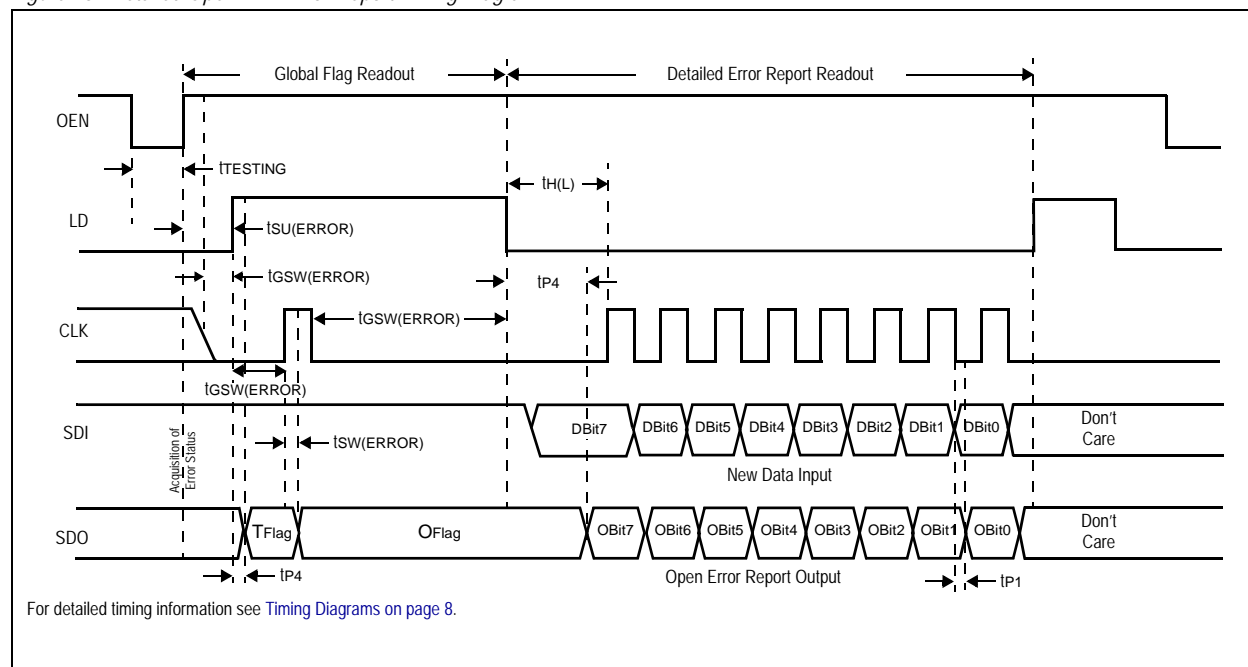 Global Flag Readout
Detailed Error Report Readout
OEN
tTESTING
tH(L)
LD
tSU(ERROR)
tGSW(ERROR)
tP4
CLK
tGSW(ERROR)
tGSW(ERROR)
SDI
DBit7
DBit6
DBit5
DBit4
DBit3
DBit2
DBit1
DBit0
Don't
Care
tSW(ERROR)
Acquisition of
Error Status
New Data Input
SDO
TFlag
OFlag
OBit7
OBit6
OBit5
OBit4
OBit3
OBit2
OBit1
OBit0
Don't
Care
tP4
Open Error Report Output
tP1
For detailed timing information see Timing Diagrams on page 8.